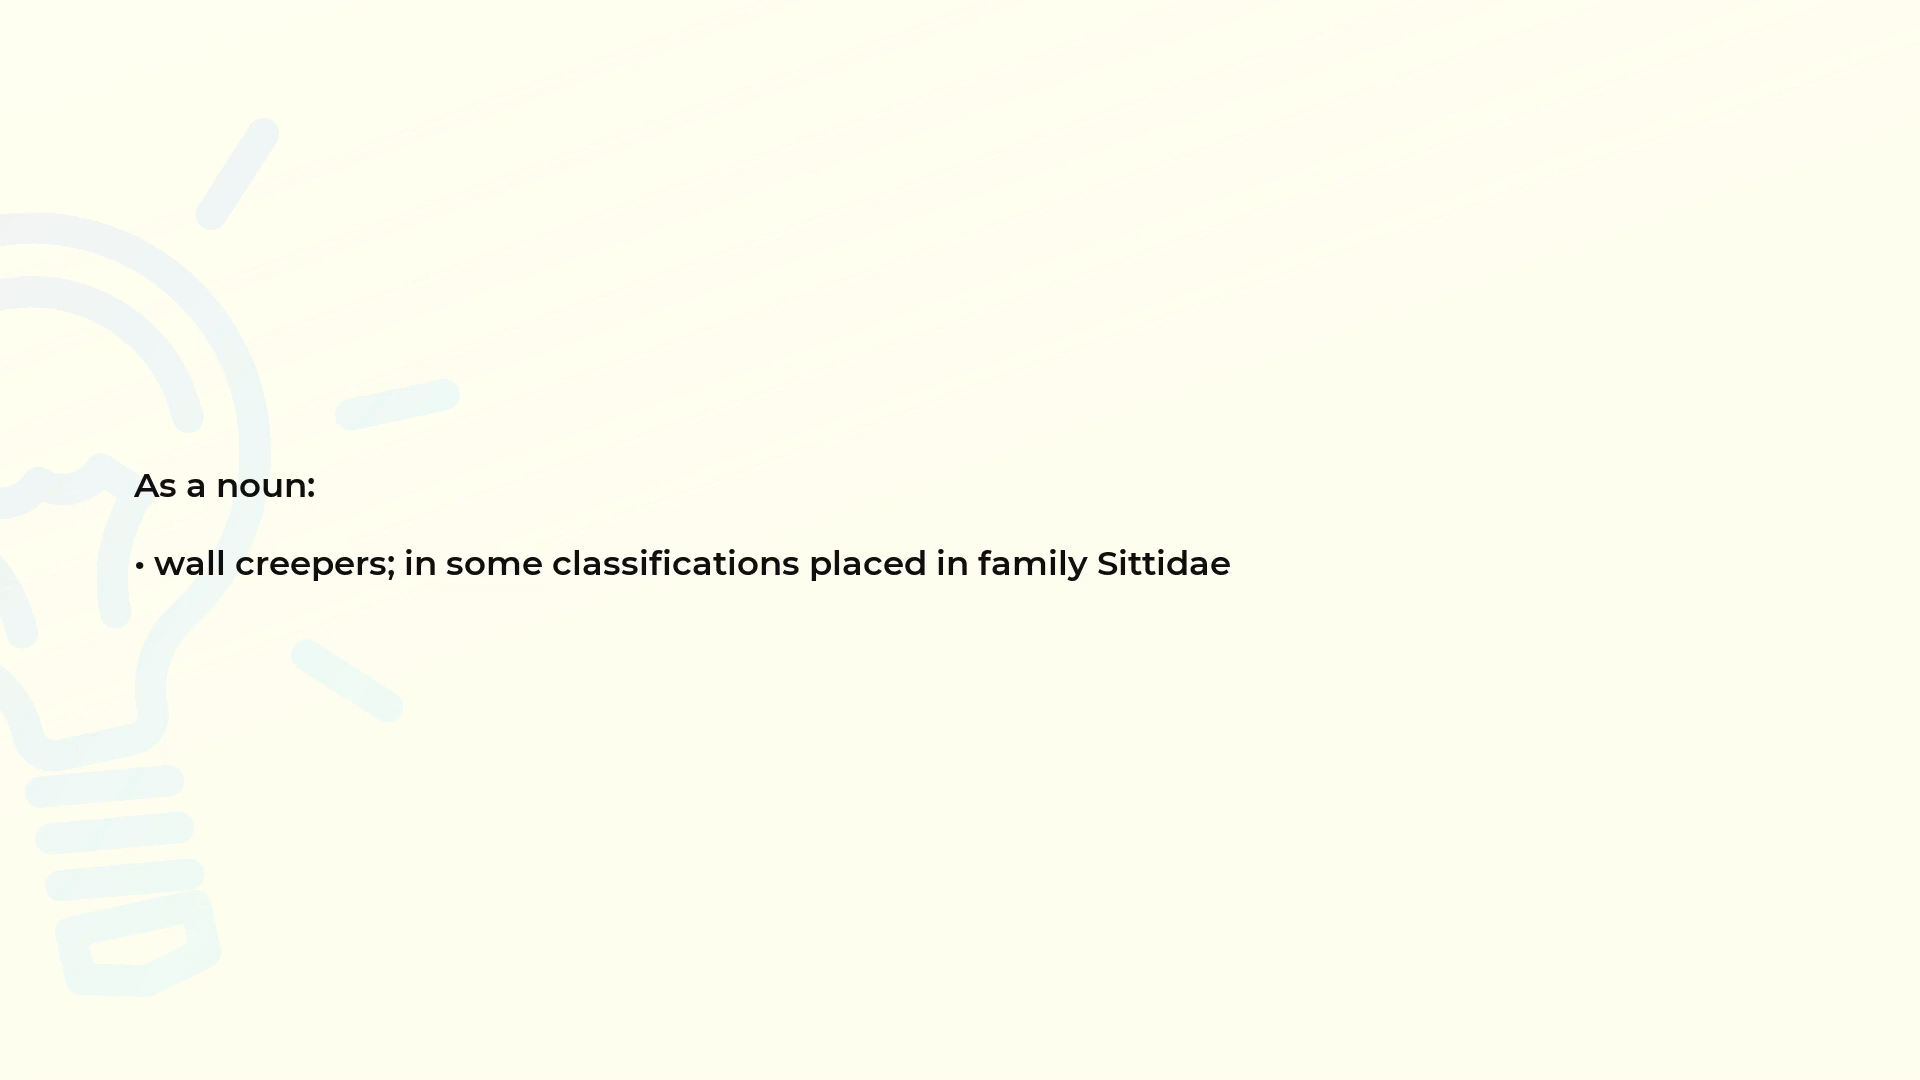 As a noun:
• wall creepers; in some classifications placed in family Sittidae